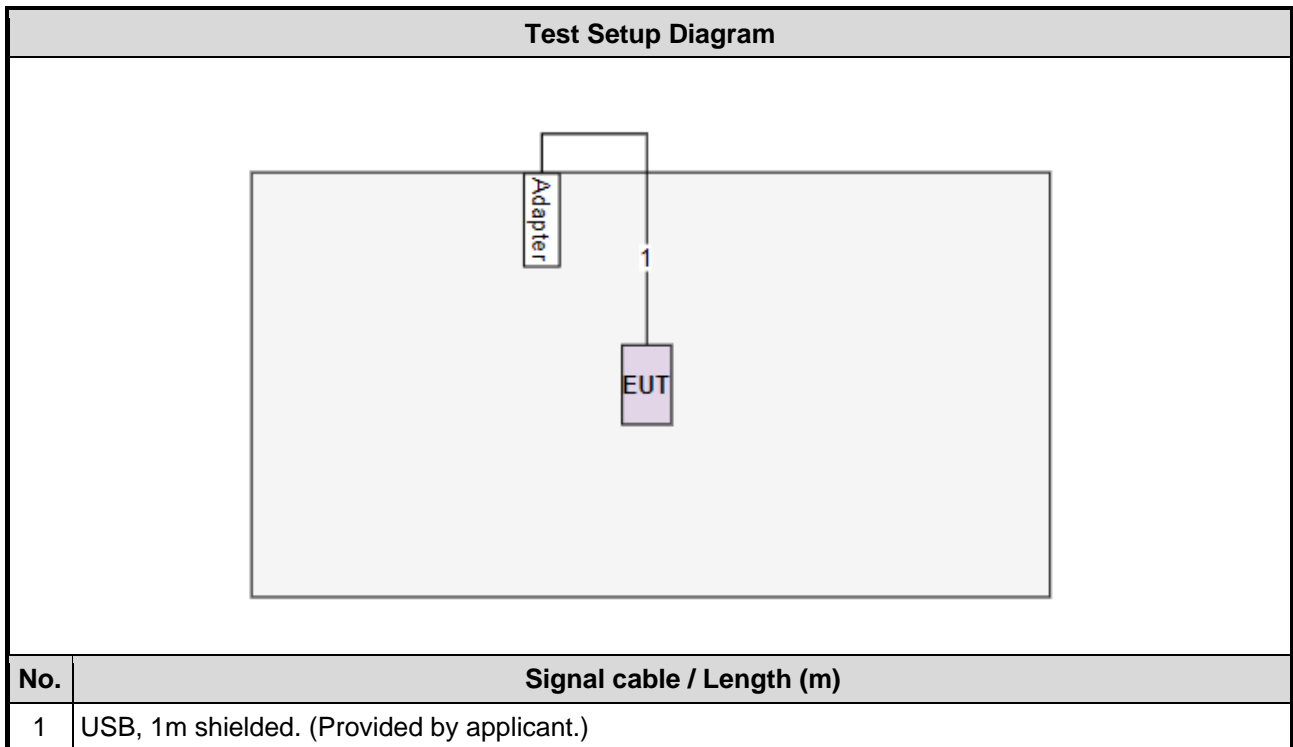 Test Setup Diagram
Adapter
1
EUT
No. Signal cable / Length (m)
1 USB, 1m shielded. (Provided by applicant.)